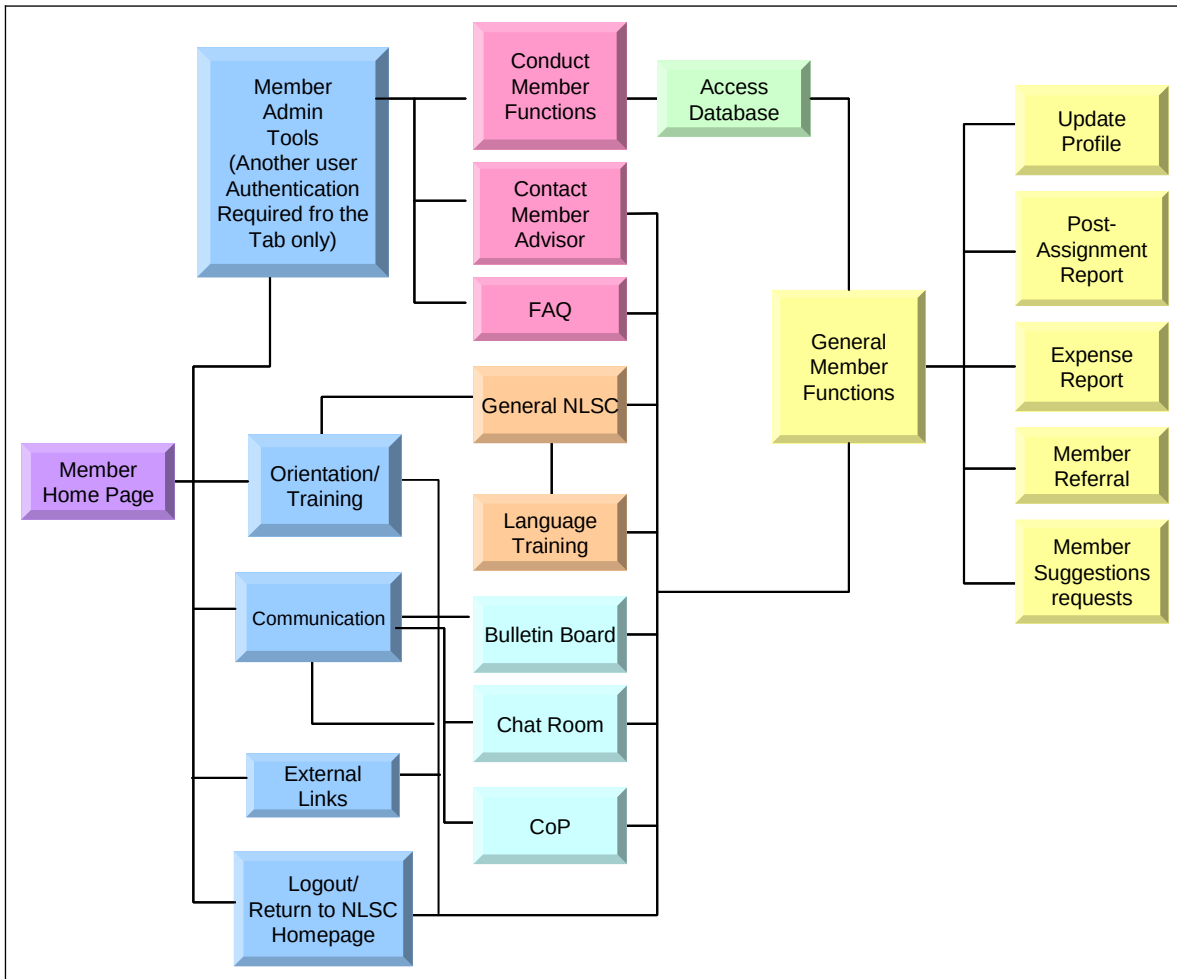 Member
Admin
Tools
(Another user
Authentication
Required fro the
Tab only)
Conduct
Member
Functions
Access
Database
Contact
Member
Advisor
FAQ
General NLSC
Language
Training
Member
Home Page
Orientation/
Training
Communication
External
Links
Logout/
Return to NLSC
Homepage
Bulletin Board
Chat Room
CoP
General
Member
Functions
Update
Profile
Post-
Assignment
Report
Expense
Report
Member
Referral
Member
Suggestions
requests